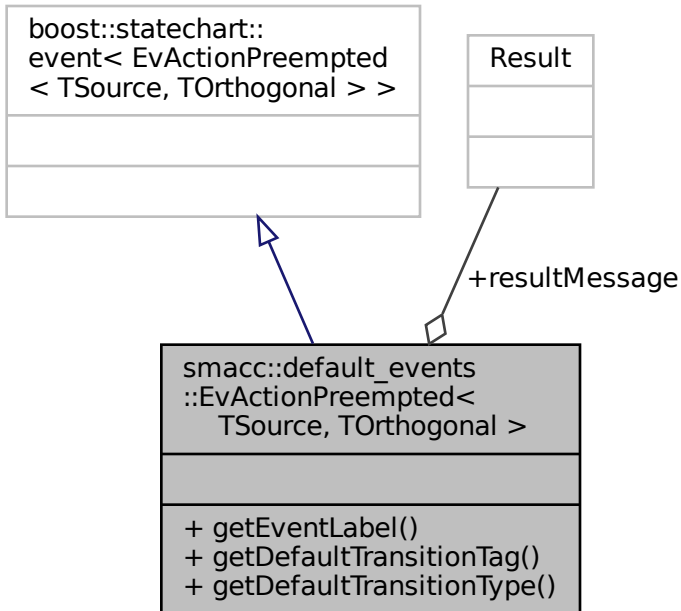 boost::statechart::
event< EvActionPreempted
< TSource, TOrthogonal > >
Result
+resultMessage
smacc::default_events
::EvActionPreempted<
TSource, TOrthogonal >
+ getEventLabel()
+ getDefaultTransitionTag()
+ getDefaultTransitionType()